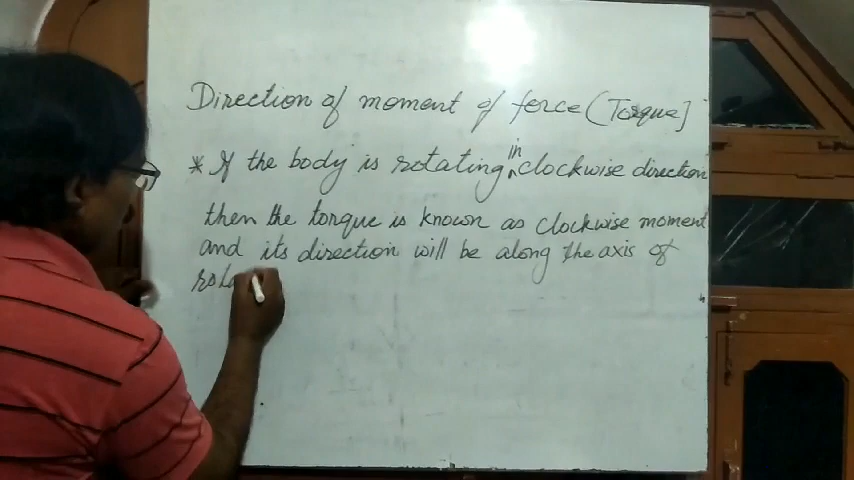 Direction of moment of force (Torque]
* If the body is rotating in clockwise direction
then the torque is known as clockwise moment
and its direction will be along the axis of
rota